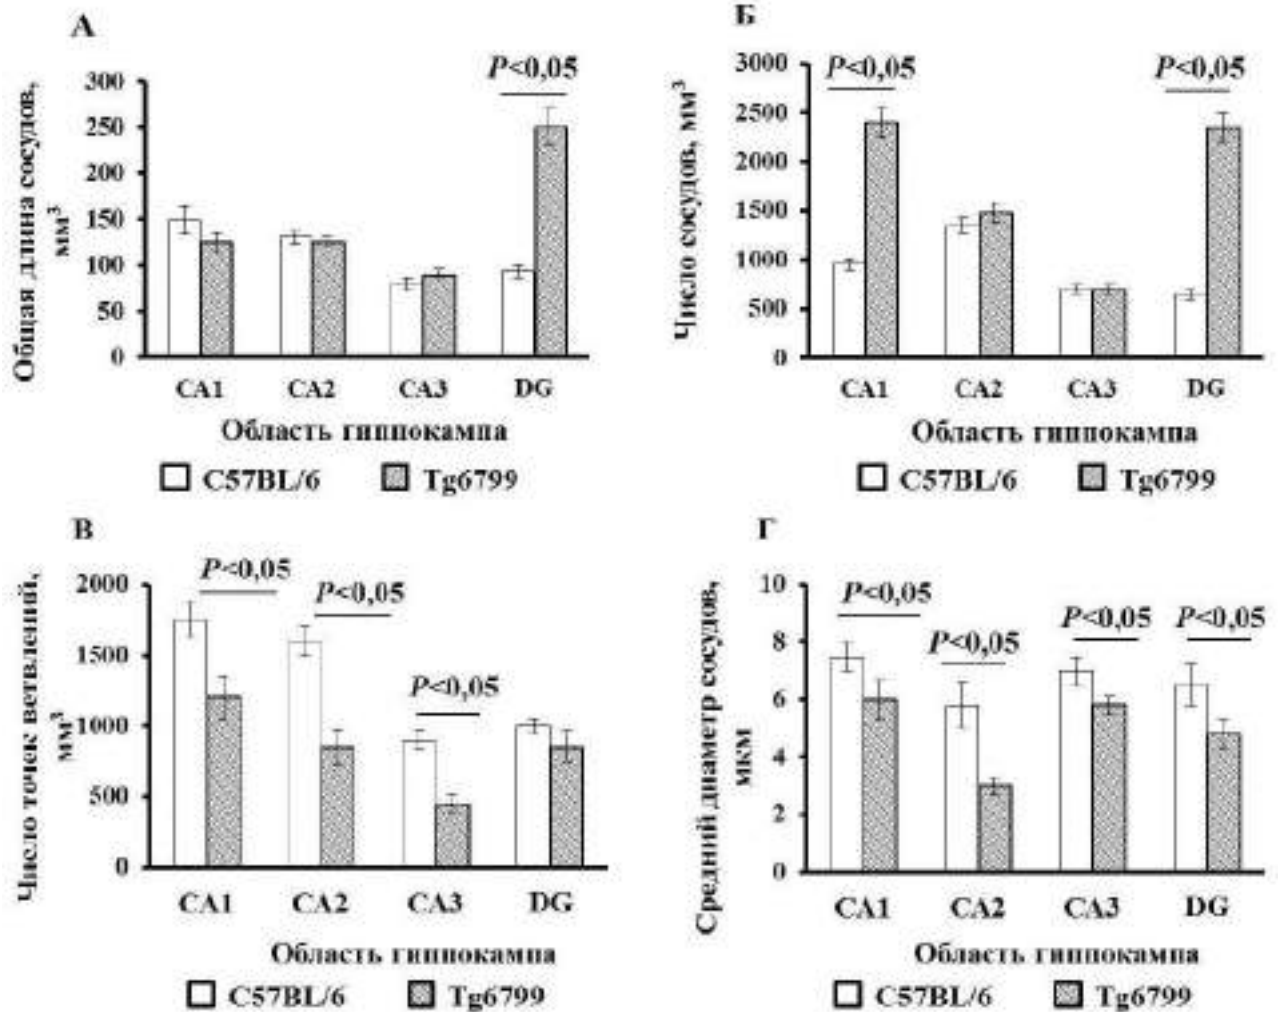 А
Общая длина сосудов,
мм³
300
250
200
150
100
50
0
P<0,05
CA1 CA2 CA3 DG
Область гиппокампа
C57BL/6 Tg6799
Б
Число сосудов, мм³
3000
2500
2000
1500
1000
500
0
P<0,05 P<0,05
CA1 CA2 CA3 DG
Область гиппокампа
C57BL/6 Tg6799
В
Число точек ветвлений,
мм³
2000
1500
1000
500
0
P<0,05
P<0,05
P<0,05
CA1 CA2 CA3 DG
Область гиппокампа
C57BL/6 Tg6799
Г
Средний диаметр сосудов,
мкм
10
8
6
4
2
0
P<0,05
P<0,05
P<0,05 P<0,05
CA1 CA2 CA3 DG
Область гиппокампа
C57BL/6 Tg6799